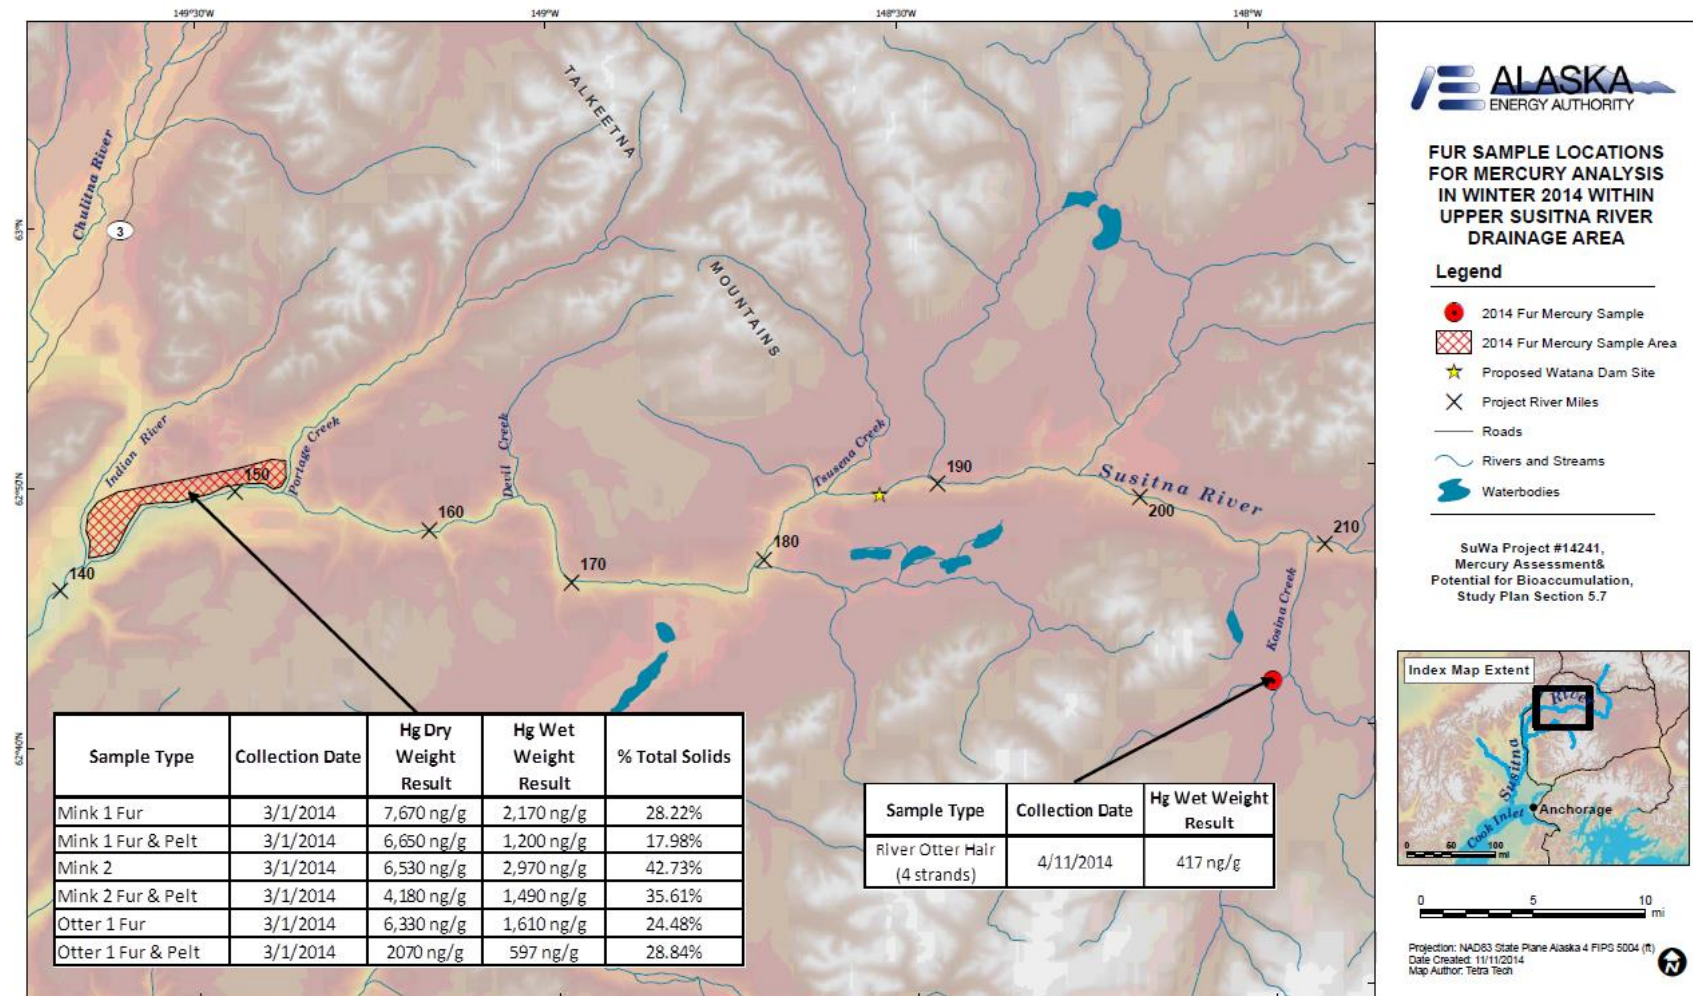 149°30'W
149°W
148°30'W
148°W
63°N
62°50'N
62°40'N
Chulitna River
3
TALKEETNA
MOUNTAINS
Indian River
Portage Creek
Devil Creek
Tsusena Creek
Susitna River
Kosina Creek
140
150
160
170
180
190
200
210
Sample Type Collection Date Hg Dry Weight Result Hg Wet Weight Result % Total Solids
Mink 1 Fur 3/1/2014 7,670 ng/g 2,170 ng/g 28.22%
Mink 1 Fur & Pelt 3/1/2014 6,650 ng/g 1,200 ng/g 17.98%
Mink 2 3/1/2014 6,530 ng/g 2,970 ng/g 42.73%
Mink 2 Fur & Pelt 3/1/2014 4,180 ng/g 1,490 ng/g 35.61%
Otter 1 Fur 3/1/2014 6,330 ng/g 1,610 ng/g 24.48%
Otter 1 Fur & Pelt 3/1/2014 2070 ng/g 597 ng/g 28.84%
Sample Type Collection Date Hg Wet Weight Result
River Otter Hair (4 strands) 4/11/2014 417 ng/g
ALASKA
ENERGY AUTHORITY
FUR SAMPLE LOCATIONS
FOR MERCURY ANALYSIS
IN WINTER 2014 WITHIN
UPPER SUSITNA RIVER
DRAINAGE AREA
Legend
2014 Fur Mercury Sample
2014 Fur Mercury Sample Area
Proposed Watana Dam Site
Project River Miles
Roads
Rivers and Streams
Waterbodies
SuWa Project #14241,
Mercury Assessment&
Potential for Bioaccumulation,
Study Plan Section 5.7
Index Map Extent
River
Susitna
Anchorage
Cook Inlet
0 50 100
mi
0 5 10
mi
Projection: NAD83 State Plane Alaska 4 FIPS 5004 (ft)
Date Created: 11/11/2014
Map Author: Tetra Tech
N